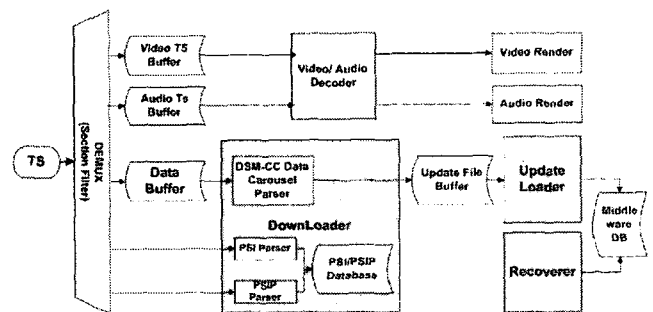 TS
DEMUX
(Section Filter)
Video TS
Buffer
Audio Ts
Buffer
Data
Buffer
Video/ Audio
Decoder
Video Render
Audio Render
DSM-CC Data
Carousel
Parser
DownLoader
PSI Parser
PSIP
Parser
PSI/PSIP
Database
Update File
Buffer
Update
Loader
Recoverer
Middle
ware
DB